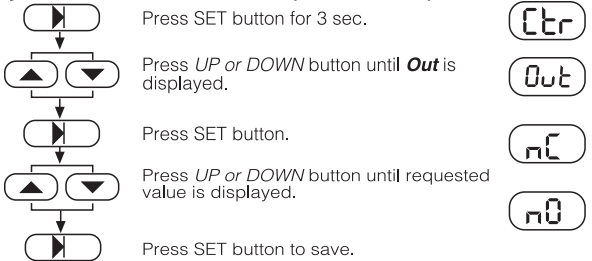 Press SET button for 3 sec.
Ctr
Press UP or DOWN button until Out is
displayed.
Out
Press SET button.
nC
Press UP or DOWN button until requested
value is displayed.
n0
Press SET button to save.